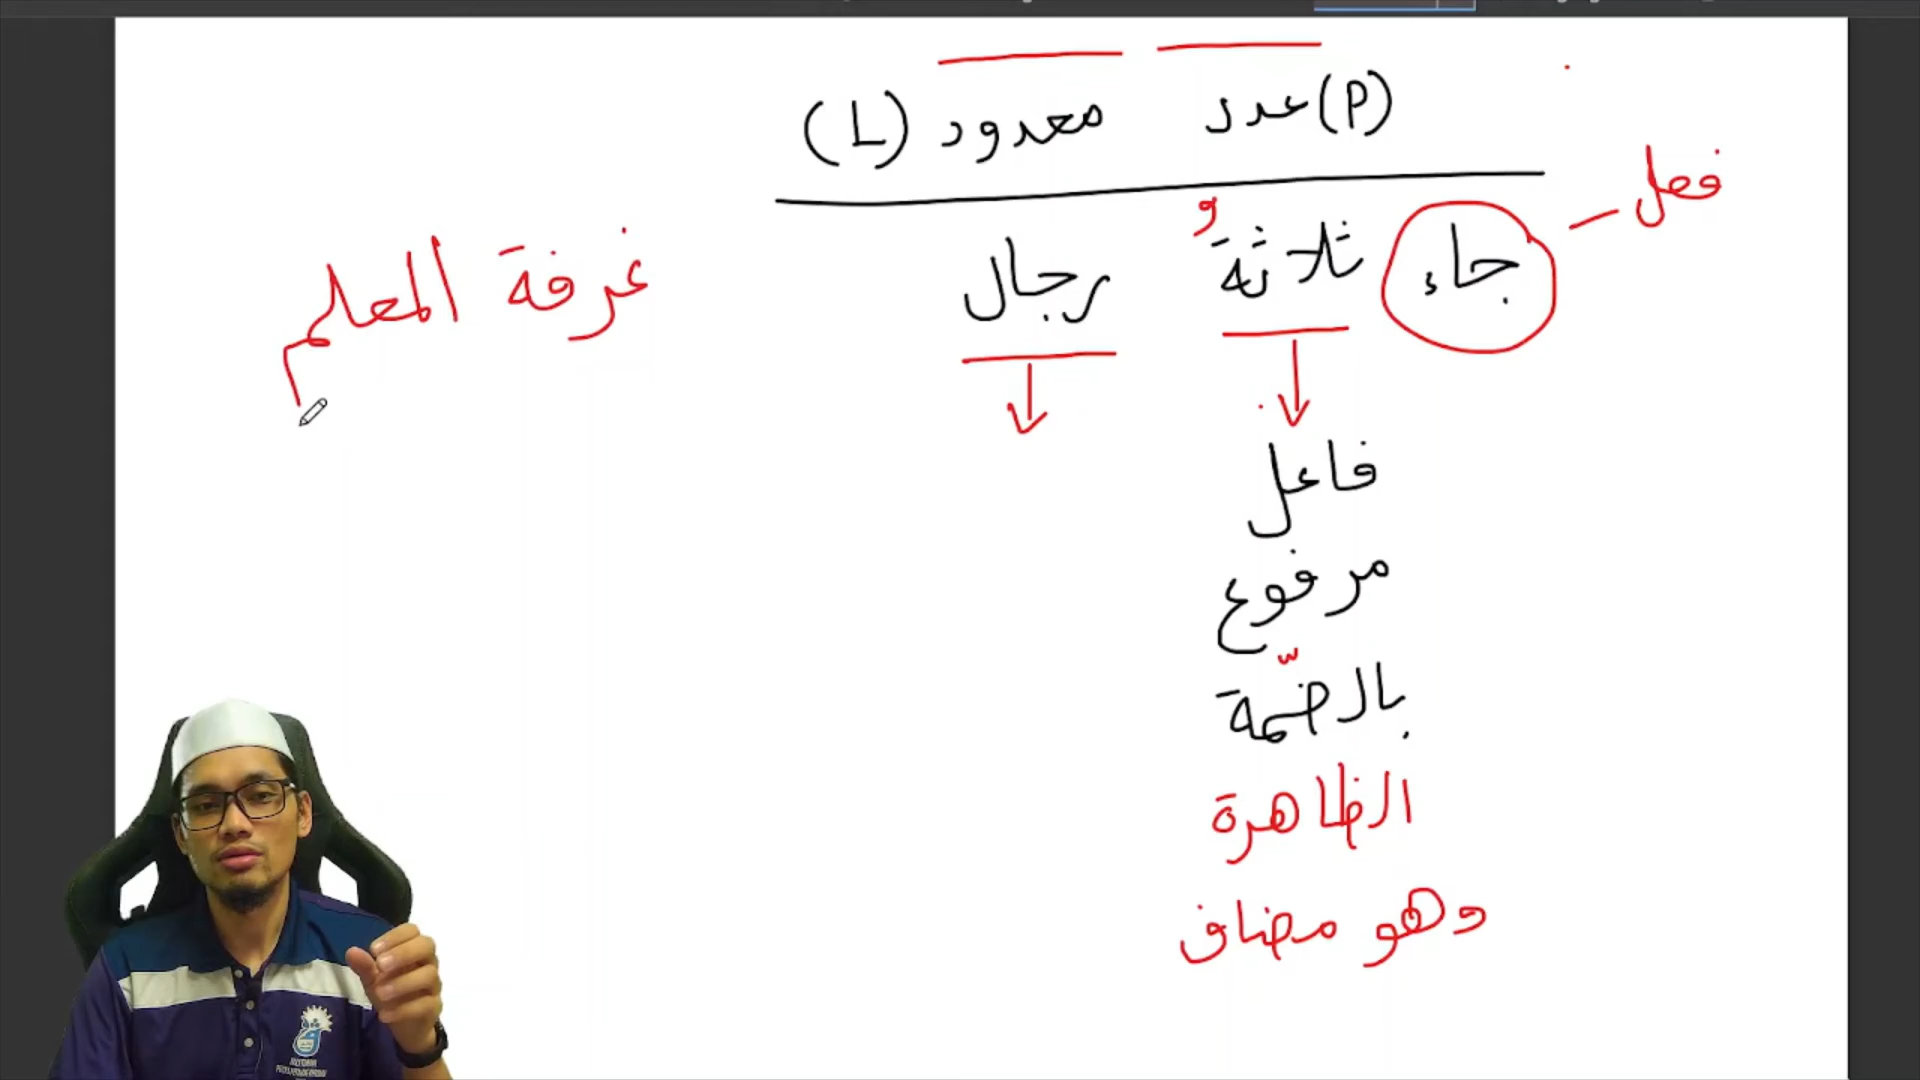 (P) عدد معدود (L)
فعل –
جاء ثلاثةُ رجال
غرفة المعلم
فاعل
مرفوع
بالضمّة
الظاهرة
وهو مضاف